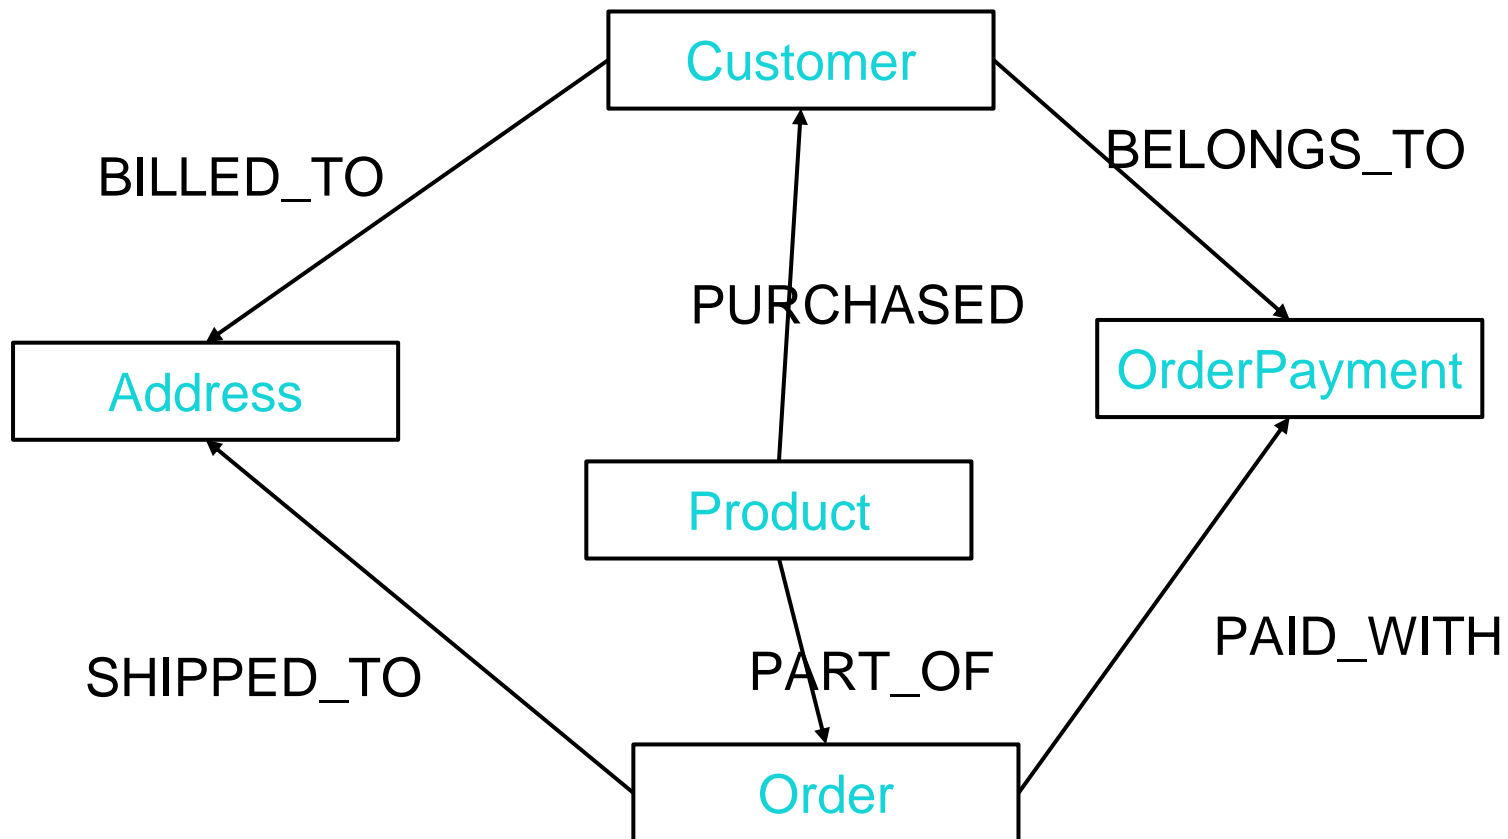 Customer
BILLED_TO
BELONGS_TO
PURCHASED
Address
OrderPayment
Product
SHIPPED_TO
PART_OF
PAID_WITH
Order